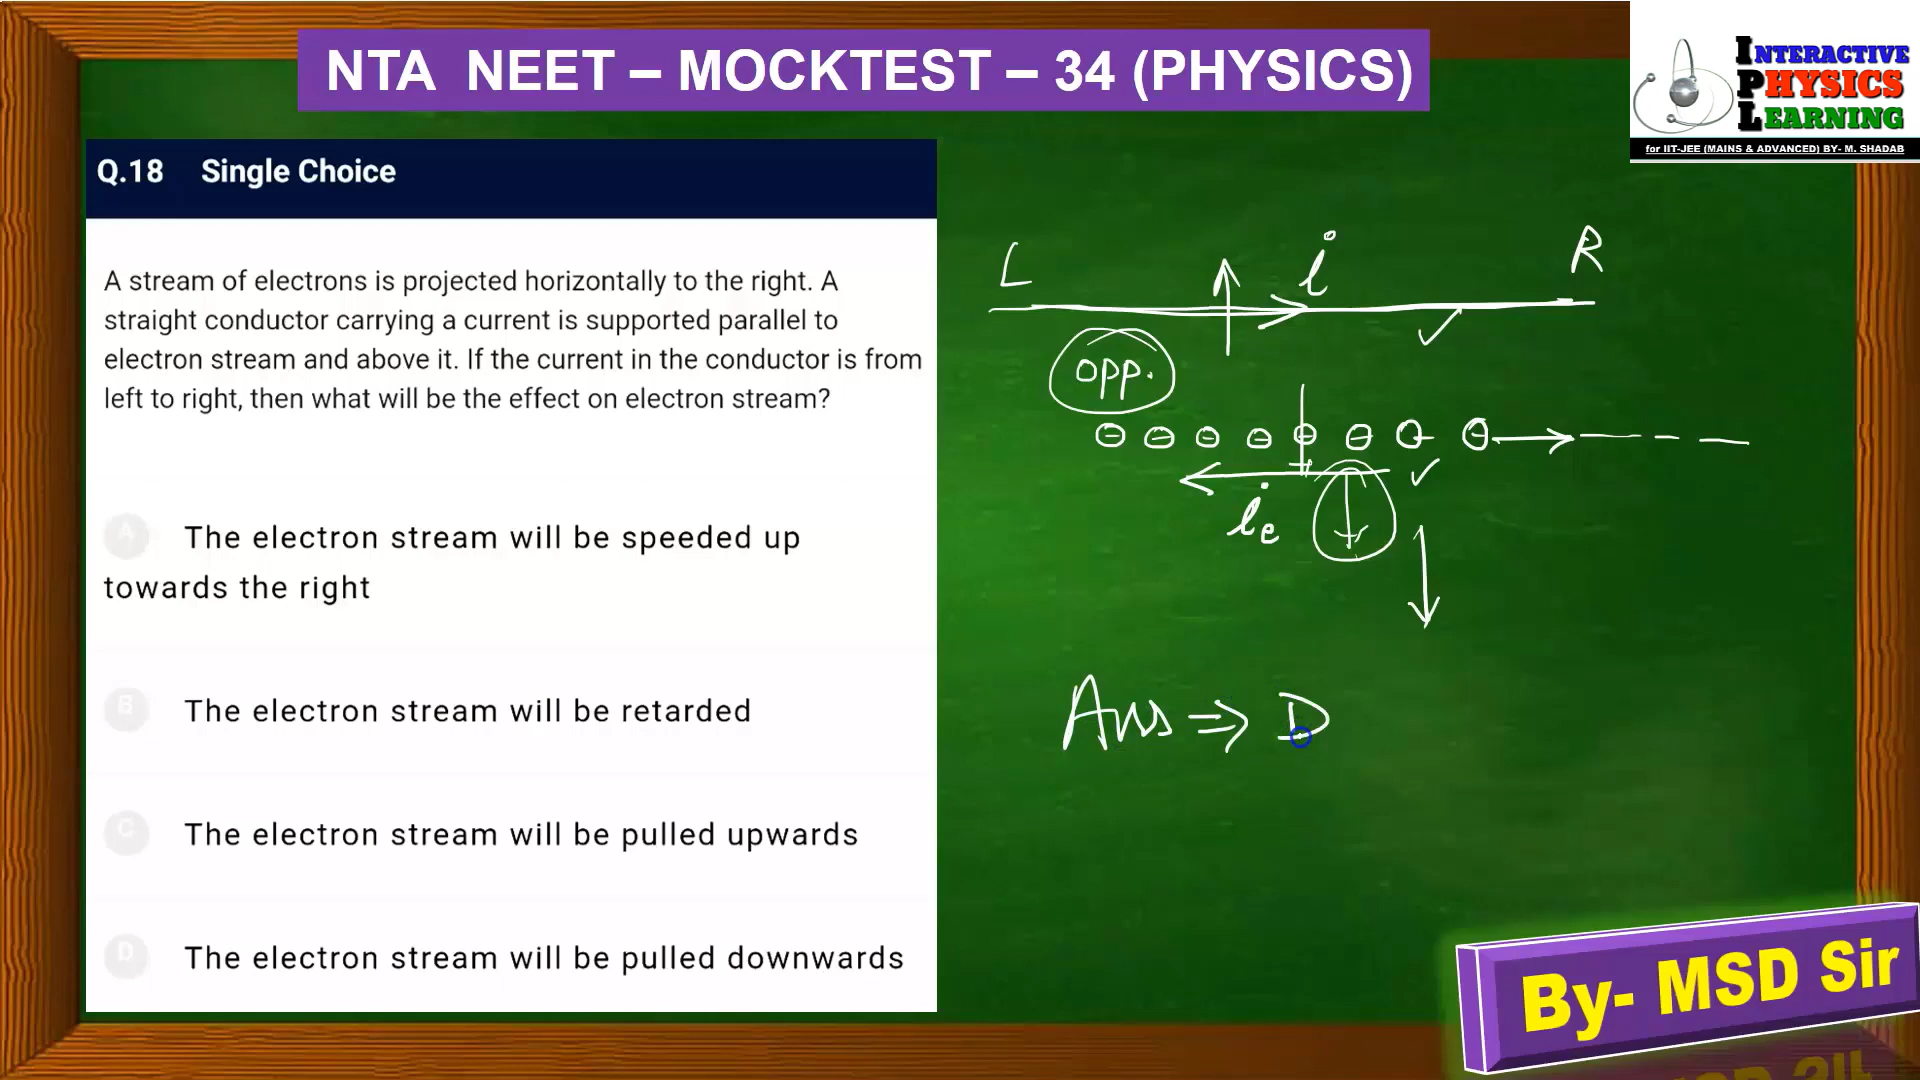 NTA NEET – MOCKTEST – 34 (PHYSICS)
INTERACTIVE
PHYSICS
LEARNING
for IIT-JEE (MAINS & ADVANCED) BY- M. SHADAB
Q.18 Single Choice
A stream of electrons is projected horizontally to the right. A
straight conductor carrying a current is supported parallel to
electron stream and above it. If the current in the conductor is from
left to right, then what will be the effect on electron stream?
A The electron stream will be speeded up
towards the right
B The electron stream will be retarded
C The electron stream will be pulled upwards
D The electron stream will be pulled downwards
L i R
opp.
ie
Ans ⇒ D
By- MSD Sir